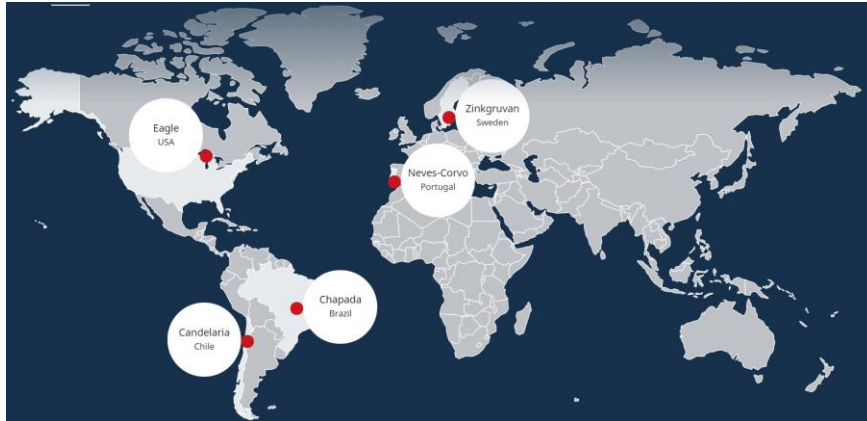 Eagle
USA
Zinkgruvan
Sweden
Neves-Corvo
Portugal
Chapada
Brazil
Candelaria
Chile